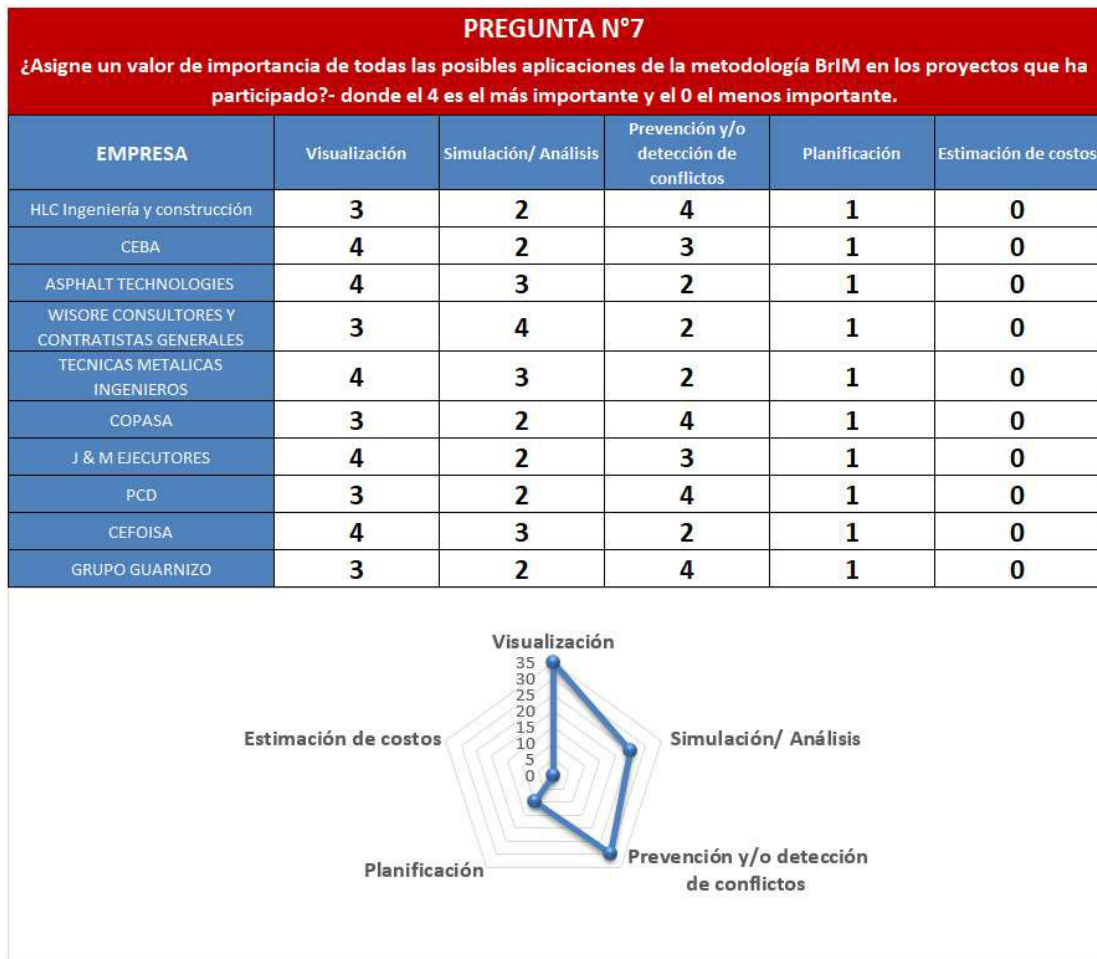 PREGUNTA N°7
¿Asigne un valor de importancia de todas las posibles aplicaciones de la metodología BrIM en los proyectos que ha
participado?- donde el 4 es el más importante y el 0 el menos importante.
EMPRESA Visualización Simulación/ Análisis Prevención y/o detección de conflictos Planificación Estimación de costos
HLC Ingeniería y construcción 3 2 4 1 0
CEBA 4 2 3 1 0
ASPHALT TECHNOLOGIES 4 3 2 1 0
WISORE CONSULTORES Y CONTRATISTAS GENERALES 3 4 2 1 0
TECNICAS METALICAS INGENIEROS 4 3 2 1 0
COPASA 3 2 4 1 0
J & M EJECUTORES 4 2 3 1 0
PCD 3 2 4 1 0
CEFOISA 4 3 2 1 0
GRUPO GUARNIZO 3 2 4 1 0
Visualización
35
30
25
20
15
10
5
0
Estimación de costos
Simulación/ Análisis
Planificación
Prevención y/o detección
de conflictos